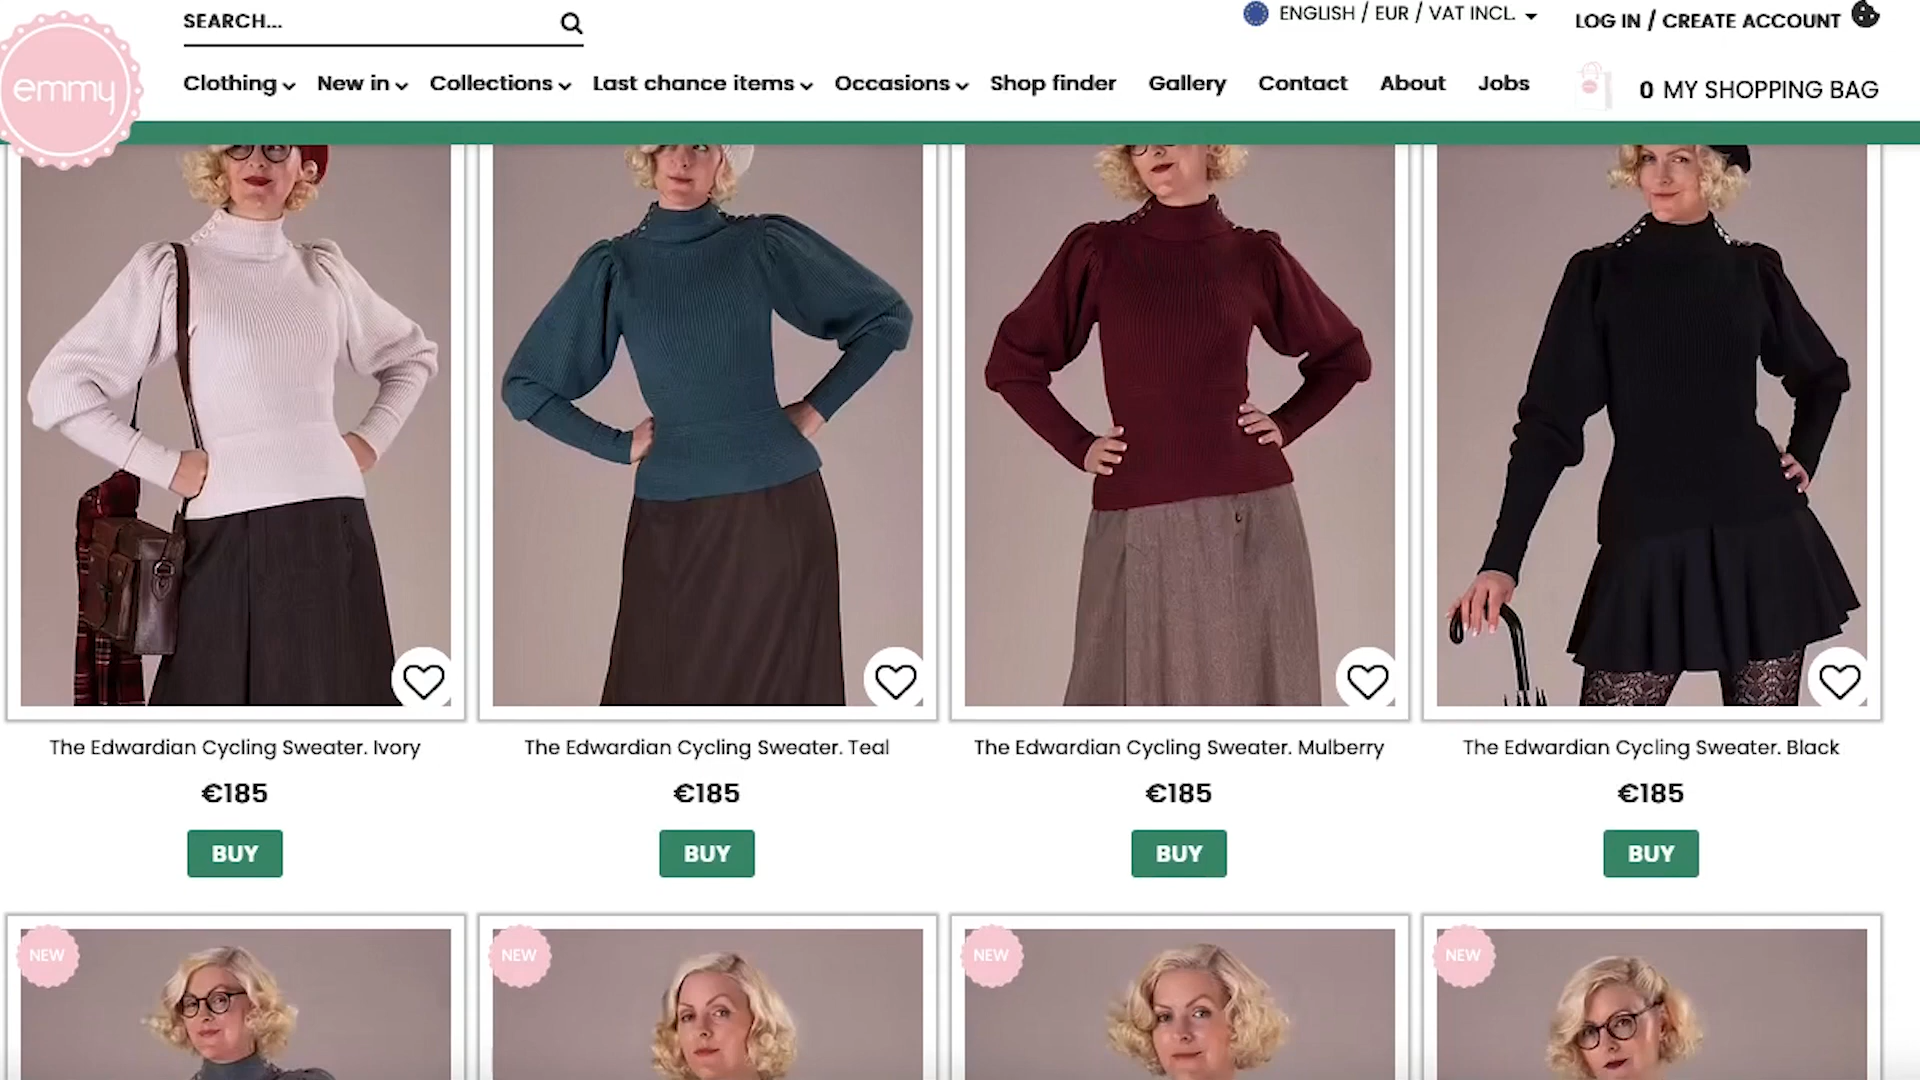 SEARCH...
ENGLISH / EUR / VAT INCL.
LOG IN / CREATE ACCOUNT
emmy
Clothing New in Collections Last chance items Occasions Shop finder Gallery Contact About Jobs
0 MY SHOPPING BAG
The Edwardian Cycling Sweater. Ivory
€185
BUY
The Edwardian Cycling Sweater. Teal
€185
BUY
The Edwardian Cycling Sweater. Mulberry
€185
BUY
The Edwardian Cycling Sweater. Black
€185
BUY
NEW
NEW
NEW
NEW